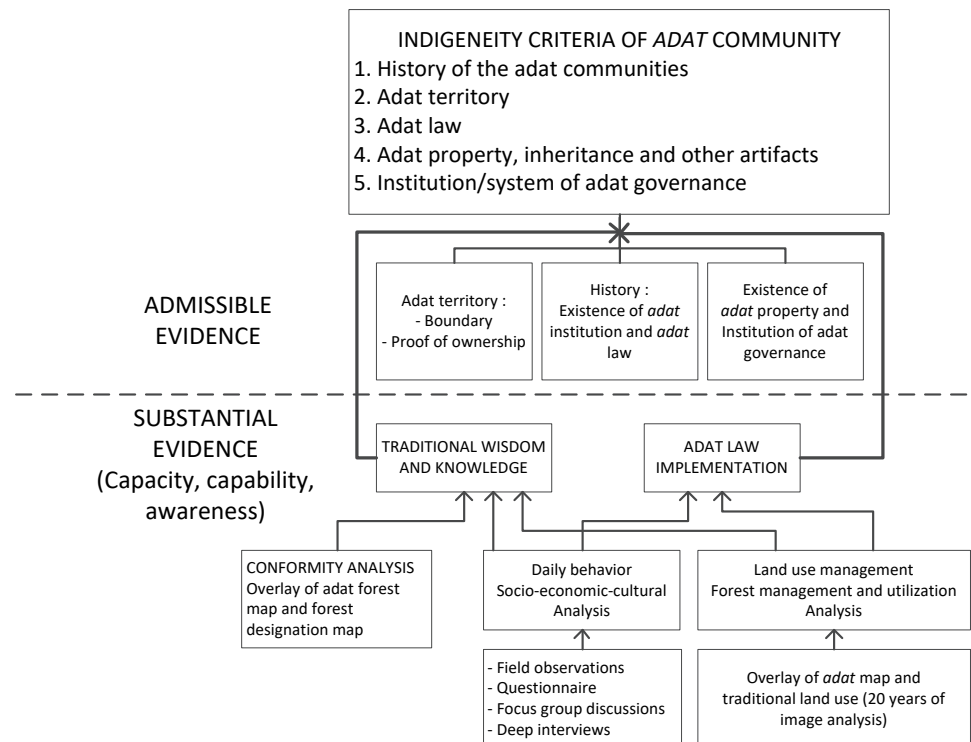 INDIGENEITY CRITERIA OF ADAT COMMUNITY
1. History of the adat communities
2. Adat territory
3. Adat law
4. Adat property, inheritance and other artifacts
5. Institution/system of adat governance
ADMISSIBLE
EVIDENCE
Adat territory :
- Boundary
- Proof of ownership
History :
Existence of adat
institution and adat
law
Existence of
adat property and
Institution of adat
governance
SUBSTANTIAL
EVIDENCE
(Capacity, capability,
awareness)
TRADITIONAL WISDOM
AND KNOWLEDGE
ADAT LAW
IMPLEMENTATION
CONFORMITY ANALYSIS
Overlay of adat forest
map and forest
designation map
Daily behavior
Socio-economic-cultural
Analysis
Land use management
Forest management and utilization
Analysis
- Field observations
- Questionnaire
- Focus group discussions
- Deep interviews
Overlay of adat map and
traditional land use (20 years of
image analysis)